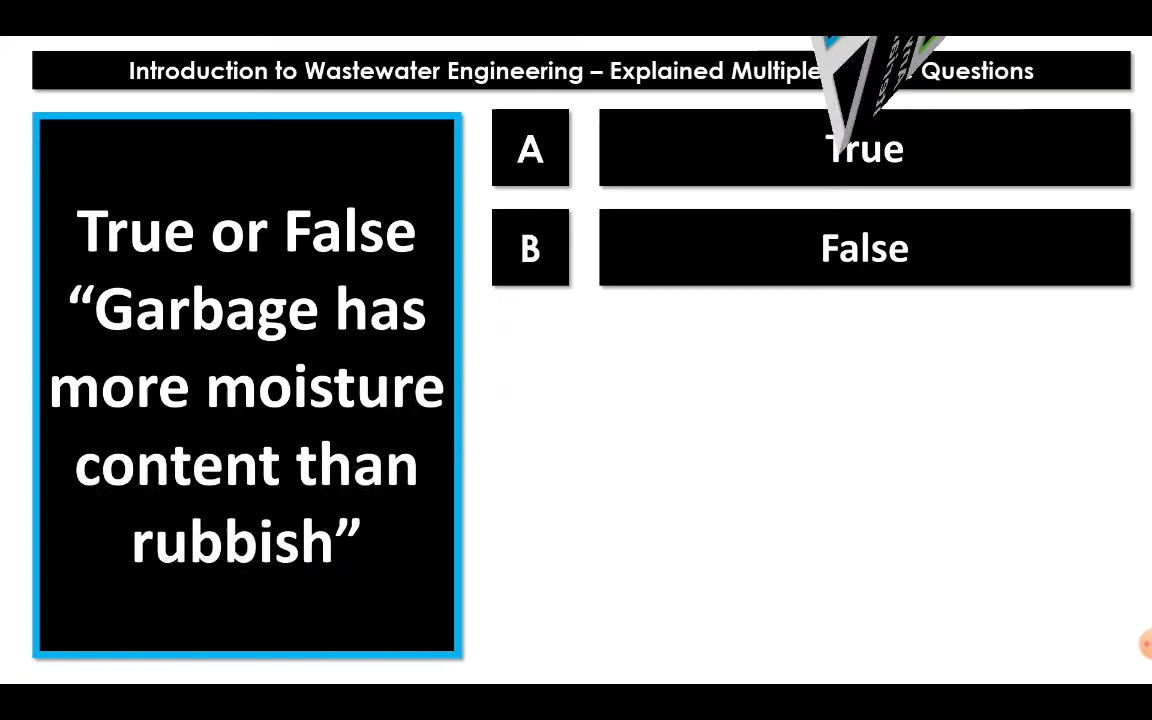 Introduction to Wastewater Engineering – Explained Multiple Questions
A
True
B
False
True or False
“Garbage has
more moisture
content than
rubbish”